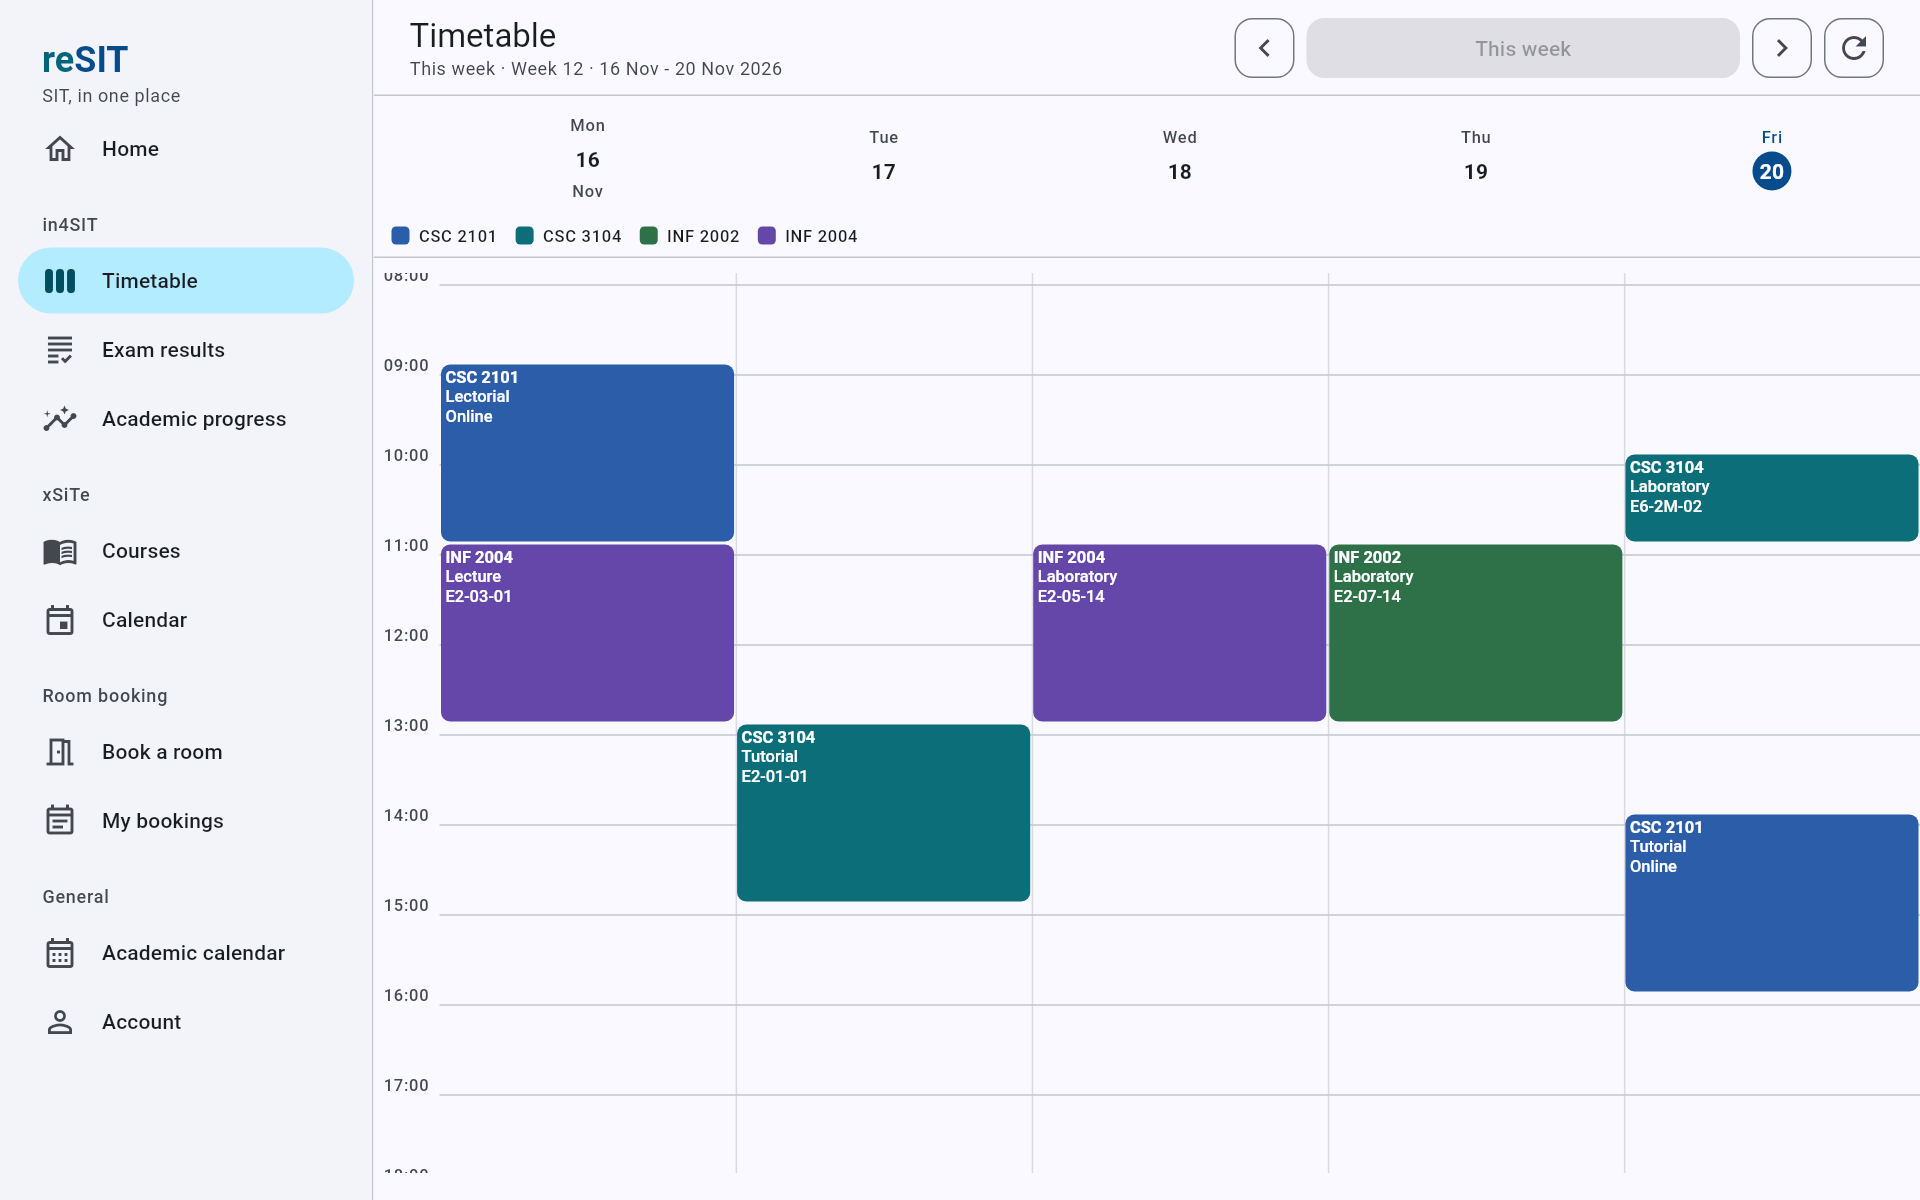 reSIT
SIT, in one place
Home
in4SIT
Timetable
Exam results
Academic progress
xSiTe
Courses
Calendar
Room booking
Book a room
My bookings
General
Academic calendar
Account
Timetable
This week · Week 12 · 16 Nov - 20 Nov 2026
This week
Mon
16
Nov
Tue
17
Wed
18
Thu
19
Fri
20
CSC 2101
CSC 3104
INF 2002
INF 2004
08:00
09:00
10:00
11:00
12:00
13:00
14:00
15:00
16:00
17:00
18:00
CSC 2101
Lectorial
Online
INF 2004
Lecture
E2-03-01
CSC 3104
Tutorial
E2-01-01
INF 2004
Laboratory
E2-05-14
INF 2002
Laboratory
E2-07-14
CSC 3104
Laboratory
E6-2M-02
CSC 2101
Tutorial
Online